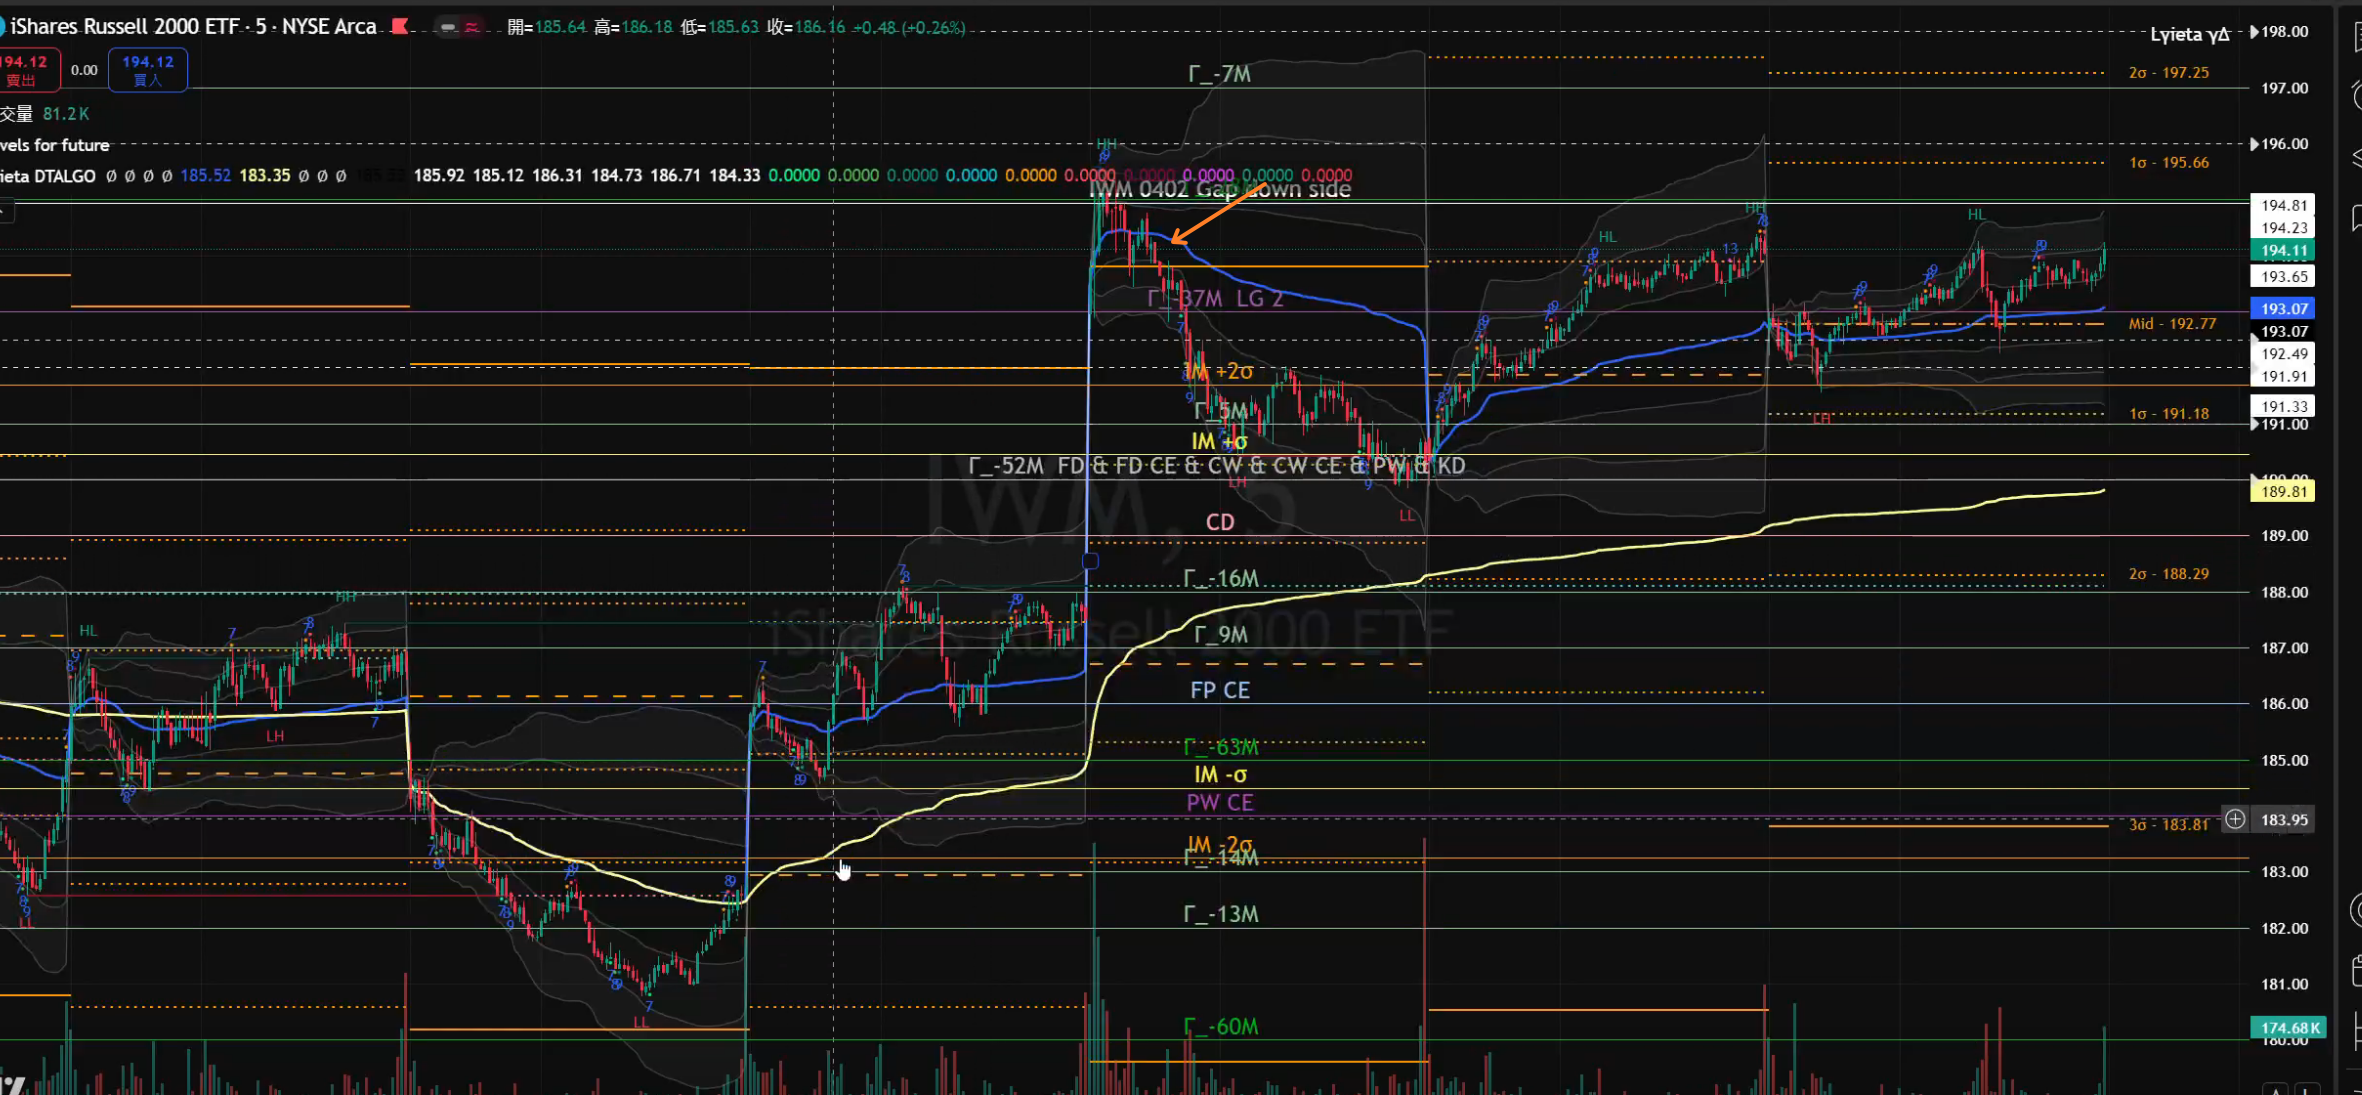 iShares Russell 2000 ETF · 5 · NYSE Arca 開=185.64 高=186.18 低=185.63 收=186.16 +0.48 (+0.26%)
194.12 賣出 0.00 194.12 買入
交量 81.2 K
vels for future
ieta DTALGO Ø Ø Ø Ø 185.52 183.35 Ø Ø Ø 185.92 185.12 186.31 184.73 186.71 184.33 0.0000 0.0000 0.0000 0.0000 0.0000 0.0000 0.0000 0.0000 0.0000
IWM 0402 Gap down side
Lyieta γΔ
Γ_-7M
Γ_-37M LG 2
IM +2σ
Γ_5M
IM +σ
Γ_-52M FD & FD CE & CW & CW CE & PW & KD
CD
Γ_-16M
Γ_9M
FP CE
Γ_-63M
IM -σ
PW CE
IM -2σ
Γ_-14M
Γ_-13M
Γ_-60M
IWM, 5
iShares Russell 2000 ETF
HL
HH
LH
LL
LL
HH
LH
LL
HL
HH
LH
HL
2σ - 197.25
1σ - 195.66
Mid - 192.77
1σ - 191.18
2σ - 188.29
3σ - 183.81
198.00
197.00
196.00
194.81
194.23
194.11
193.65
193.07
193.07
192.49
191.91
191.33
191.00
189.81
189.00
188.00
187.00
186.00
185.00
183.95
183.00
182.00
181.00
174.68 K
180.00